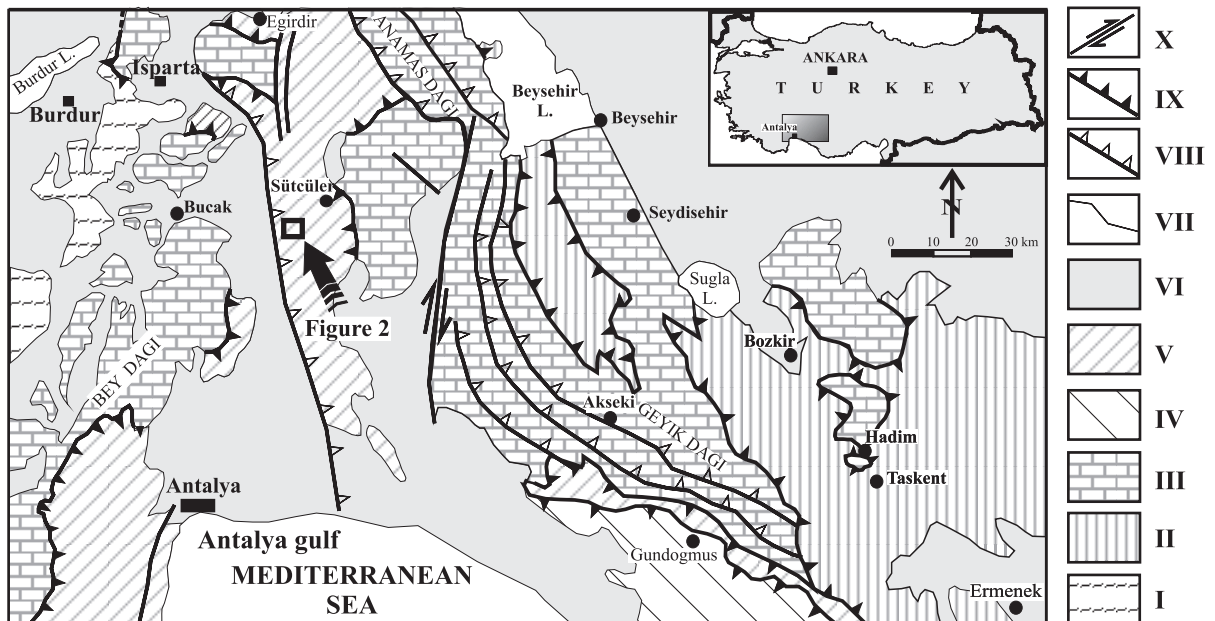 Egirdir
Burdur L.
Isparta
Burdur
ANAMAS DAGI
Beysehir
L.
Beysehir
ANKARA
T U R K E Y
Antalya
Sütcüler
Bucak
Seydisehir
N
0 10 20 30 km
Sugla
L.
Figure 2
Bozkir
BEY DAGI
Akseki
GEYIK DAGI
Hadim
Taskent
Antalya
Antalya gulf
MEDITERRANEAN
SEA
Gundogmus
Ermenek
X
IX
VIII
VII
VI
V
IV
III
II
I